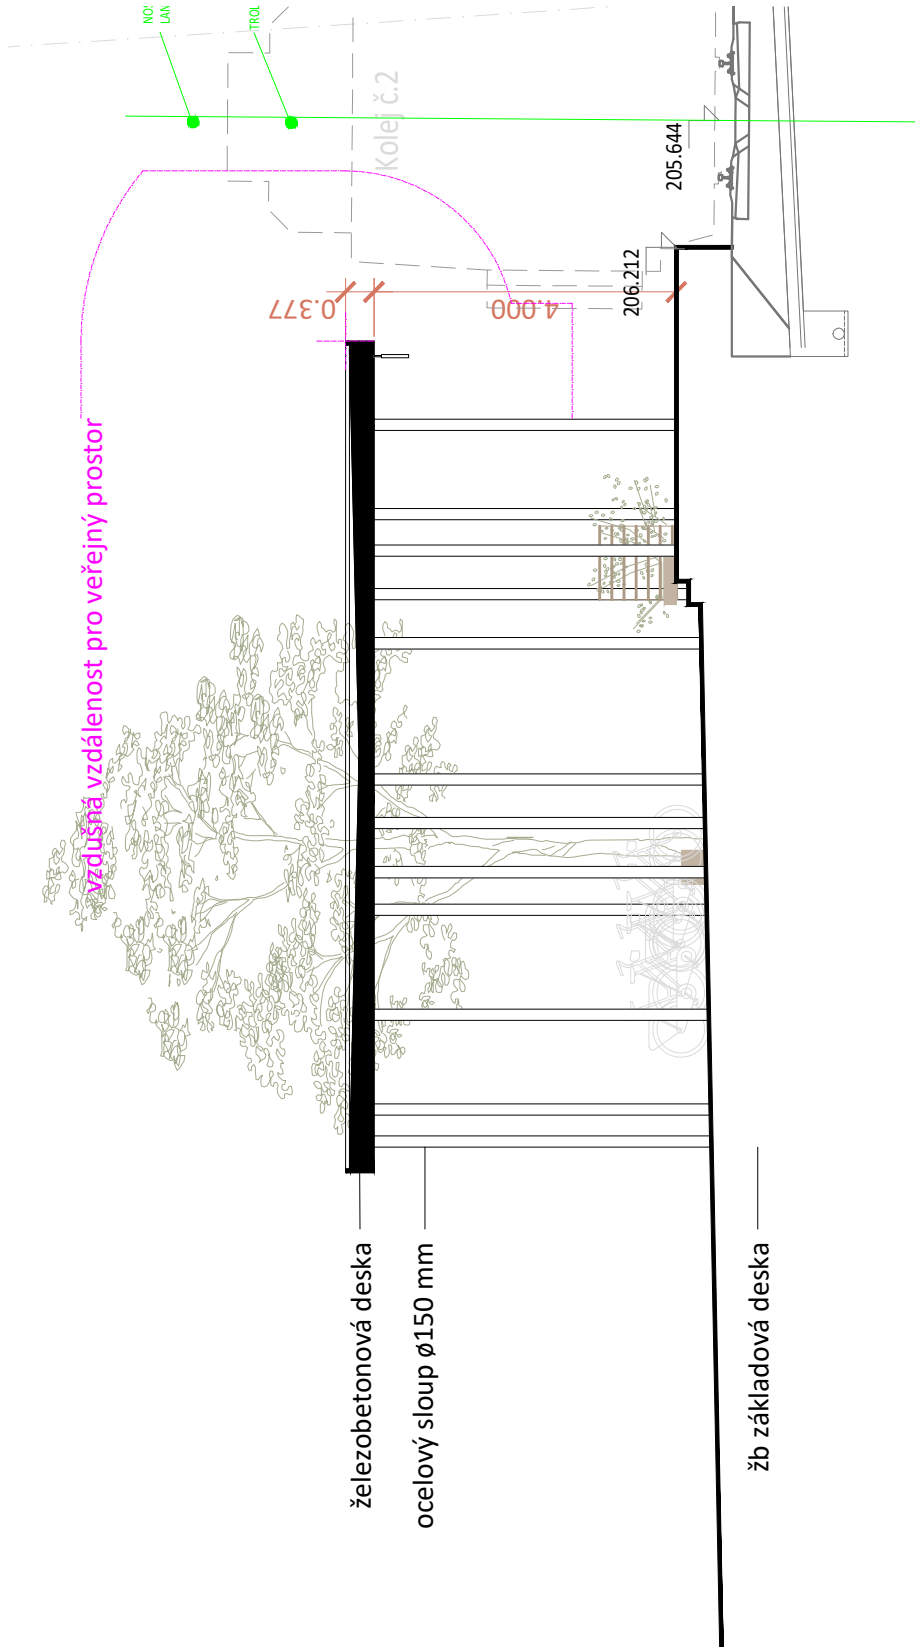 vzdušná vzdálenost pro veřejný prostor
železobetonová deska
ocelový sloup ø150 mm
žb základová deska
0.377
4.000
206.212
205.644
Kolej č.2
LAN
TROL